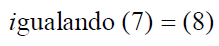 igualando (7) = (8)